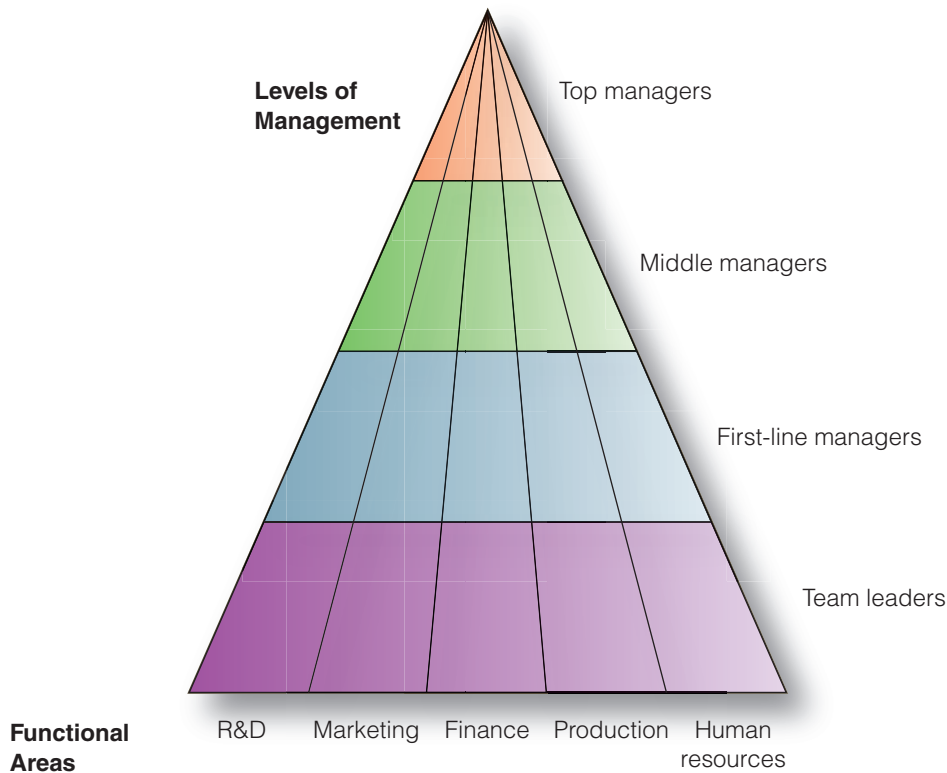 Levels of
Management
Top managers
Middle managers
First-line managers
Team leaders
Functional
Areas
R&D
Marketing
Finance
Production
Human
resources